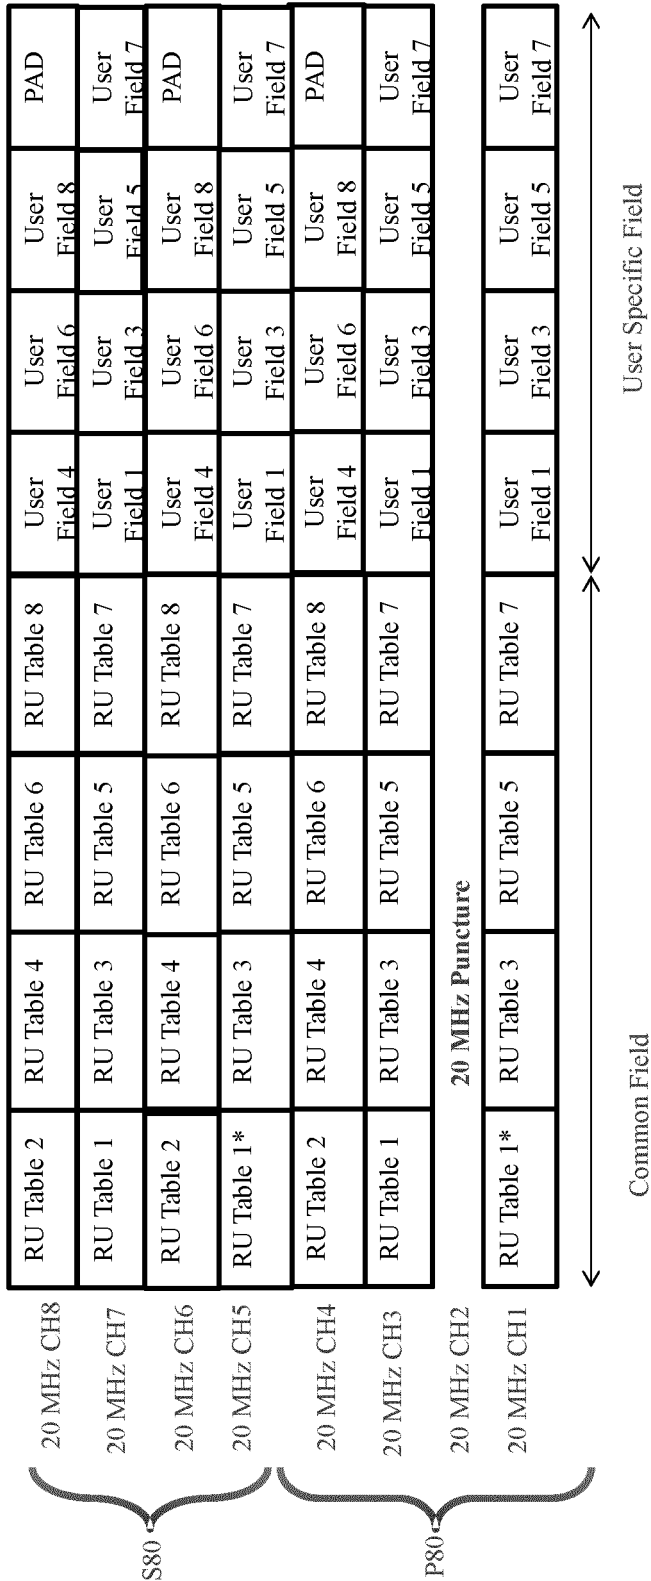 S80
20 MHz CH8
RU Table 2
RU Table 4
RU Table 6
RU Table 8
User
Field 4
User
Field 6
User
Field 8
PAD
20 MHz CH7
RU Table 1
RU Table 3
RU Table 5
RU Table 7
User
Field 1
User
Field 3
User
Field 5
User
Field 7
20 MHz CH6
RU Table 2
RU Table 4
RU Table 6
RU Table 8
User
Field 4
User
Field 6
User
Field 8
PAD
20 MHz CH5
RU Table 1*
RU Table 3
RU Table 5
RU Table 7
User
Field 1
User
Field 3
User
Field 5
User
Field 7
P80
20 MHz CH4
RU Table 2
RU Table 4
RU Table 6
RU Table 8
User
Field 4
User
Field 6
User
Field 8
PAD
20 MHz CH3
RU Table 1
RU Table 3
RU Table 5
RU Table 7
User
Field 1
User
Field 3
User
Field 5
User
Field 7
20 MHz CH2
20 MHz Puncture
20 MHz CH1
RU Table 1*
RU Table 3
RU Table 5
RU Table 7
User
Field 1
User
Field 3
User
Field 5
User
Field 7
Common Field
User Specific Field